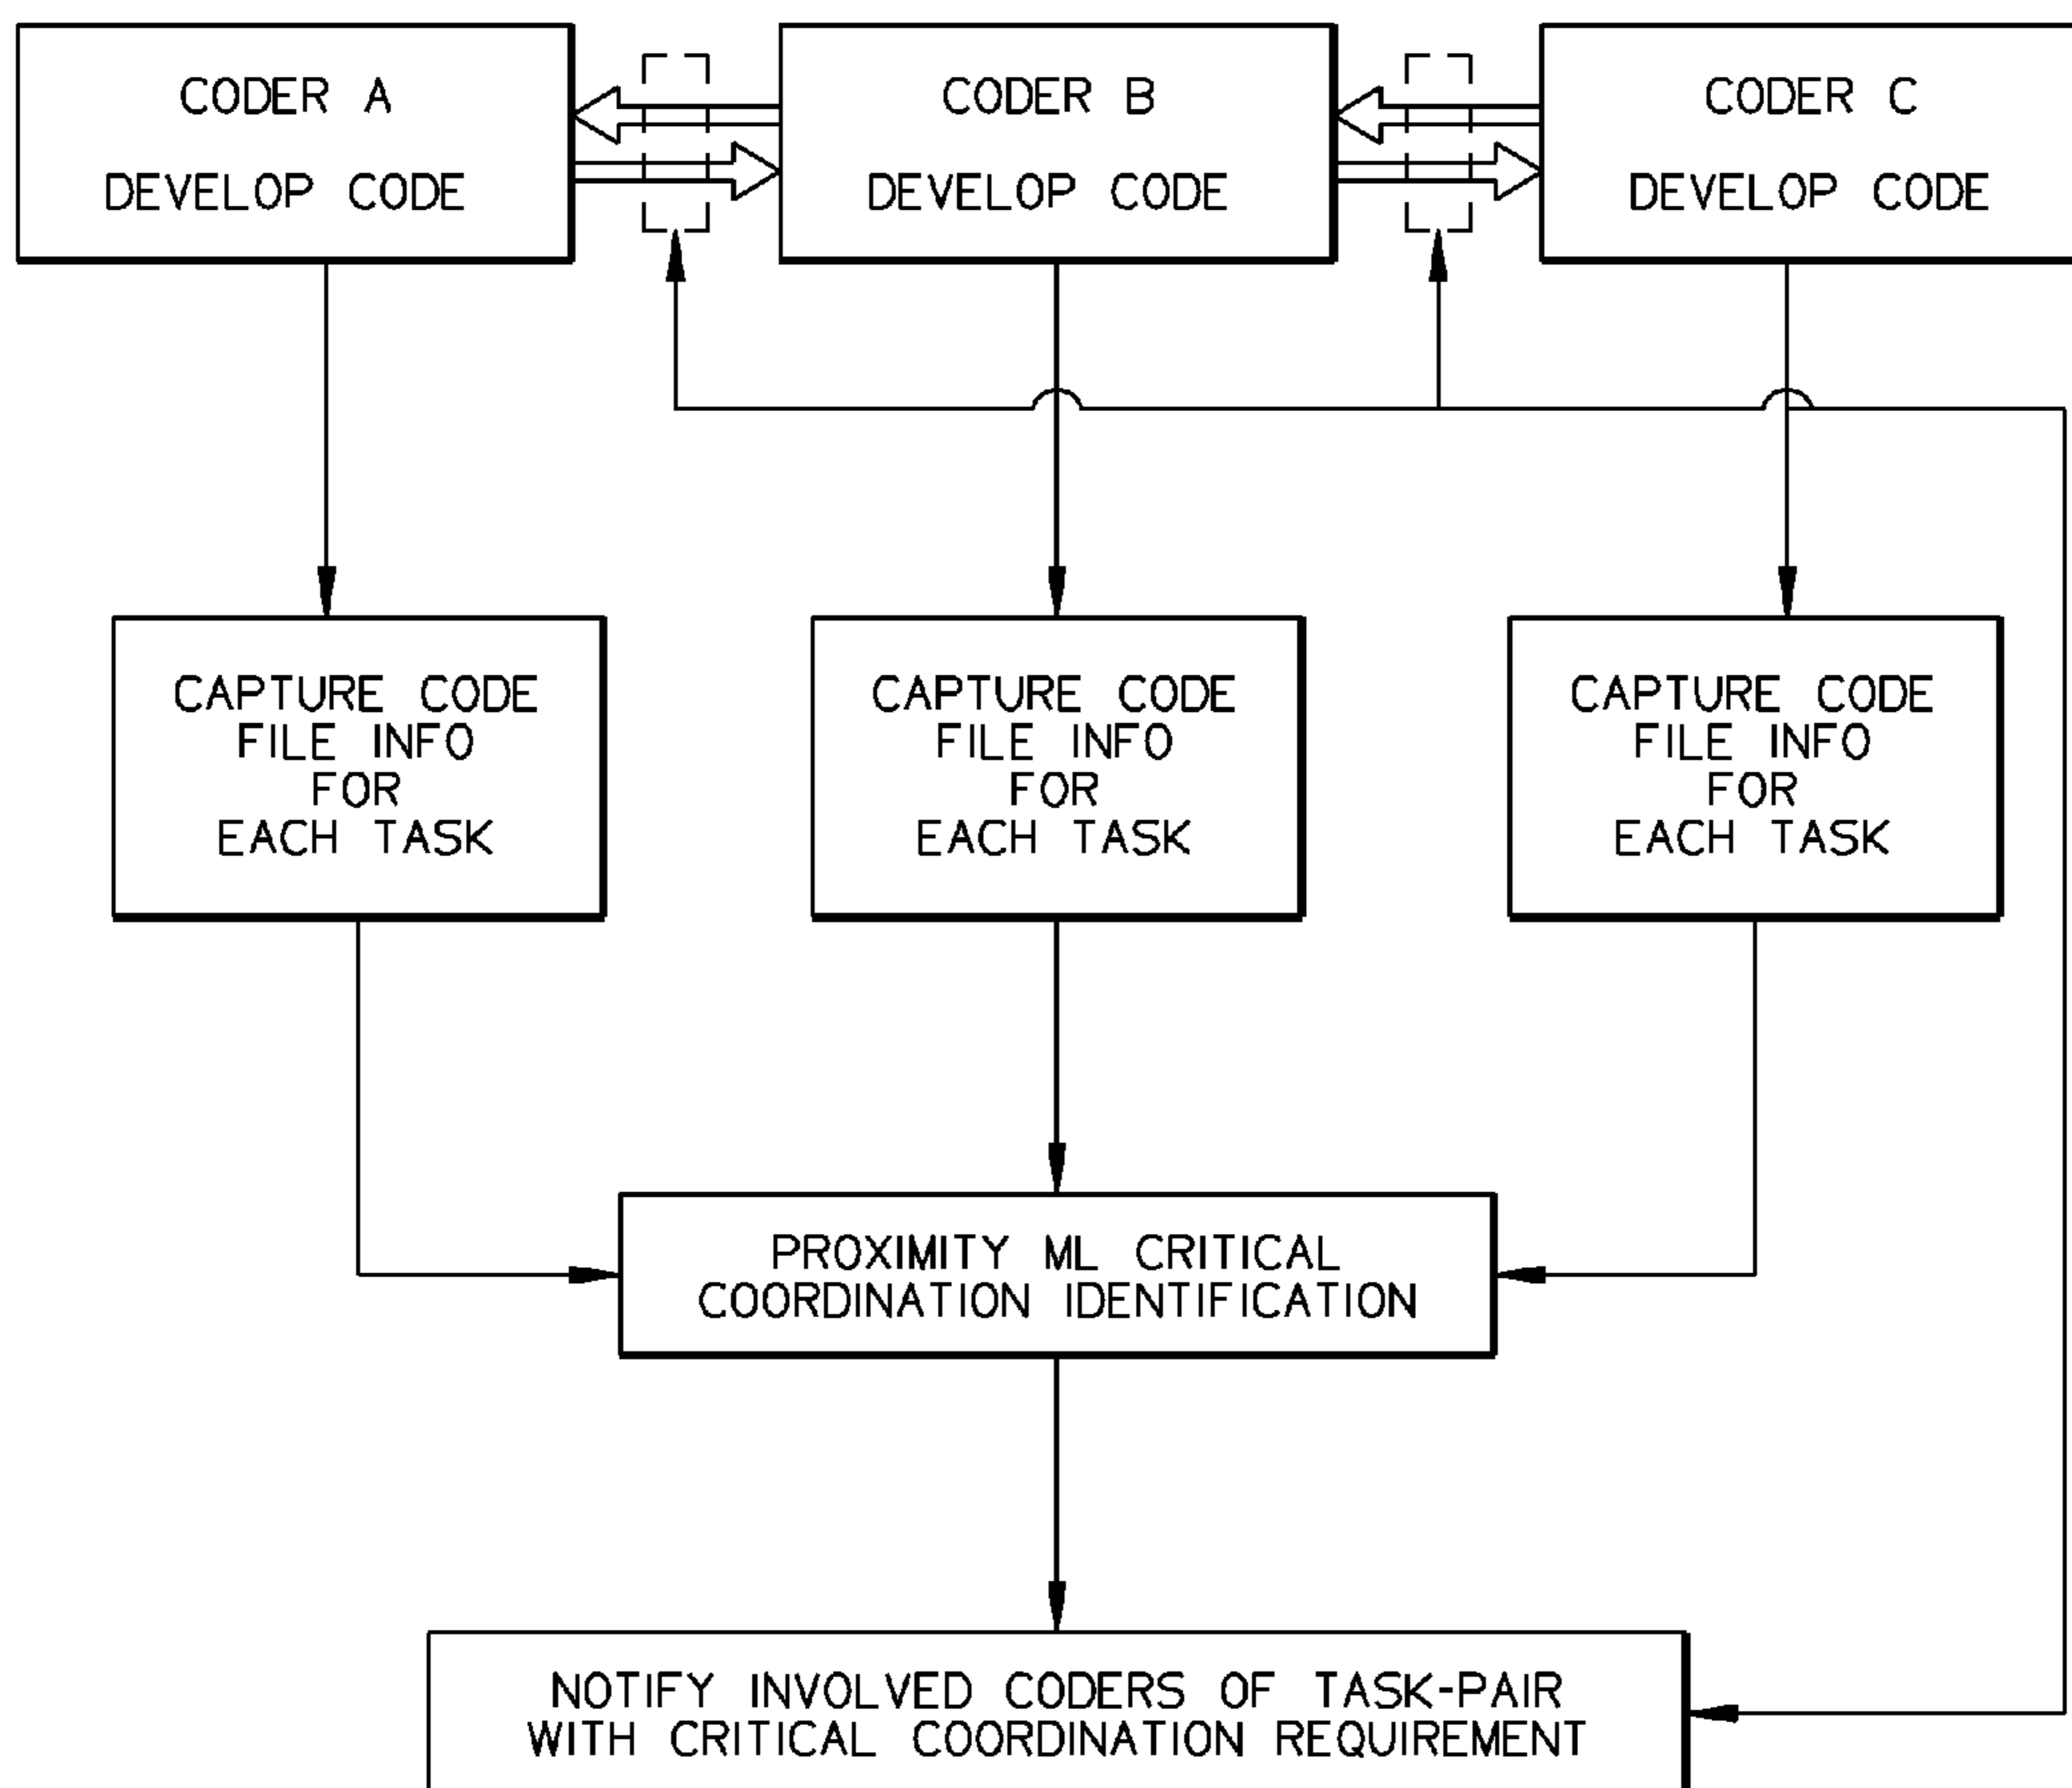 CODER A
DEVELOP CODE
CODER B
DEVELOP CODE
CODER C
DEVELOP CODE
CAPTURE CODE
FILE INFO
FOR
EACH TASK
CAPTURE CODE
FILE INFO
FOR
EACH TASK
CAPTURE CODE
FILE INFO
FOR
EACH TASK
PROXIMITY ML CRITICAL
COORDINATION IDENTIFICATION
NOTIFY INVOLVED CODERS OF TASK-PAIR
WITH CRITICAL COORDINATION REQUIREMENT